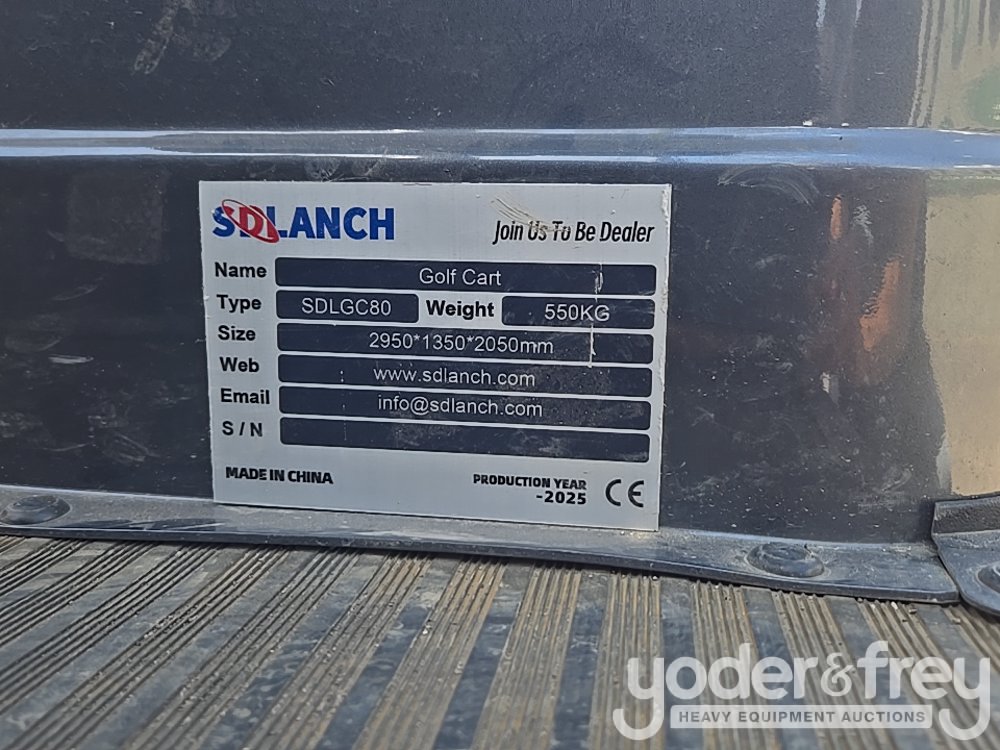 SDLANCH Join Us To Be Dealer
Name Golf Cart
Type SDLGC80 Weight 550KG
Size 2950*1350*2050mm
Web www.sdlanch.com
Email info@sdlanch.com
S / N
MADE IN CHINA PRODUCTION YEAR
-2025 CE
yoder&frey
HEAVY EQUIPMENT AUCTIONS